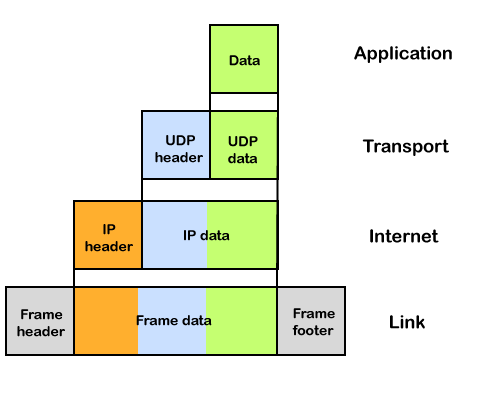 Data
Application
UDP
header
UDP
data
Transport
IP
header
IP data
Internet
Frame
header
Frame data
Frame
footer
Link